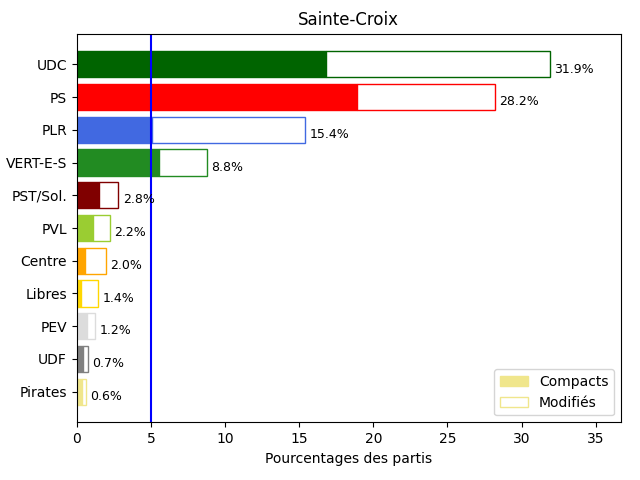 Sainte-Croix
UDC 31.9%
PS 28.2%
PLR 15.4%
VERT-E-S 8.8%
PST/Sol. 2.8%
PVL 2.2%
Centre 2.0%
Libres 1.4%
PEV 1.2%
UDF 0.7%
Pirates 0.6%
Compacts
Modifiés
0 5 10 15 20 25 30 35
Pourcentages des partis